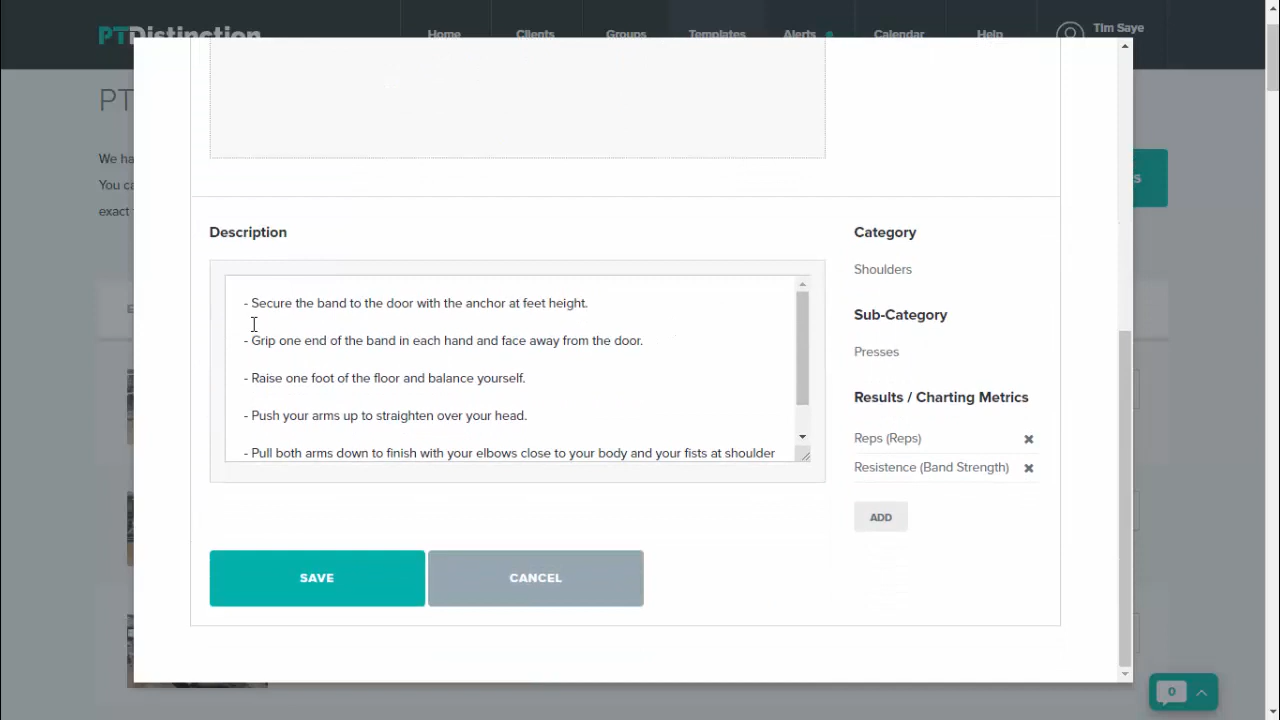 PTDistinction
Home Clients Groups Templates Alerts Calendar Help Tim Saye
PT
We ha
You ca
exact
S
Description
- Secure the band to the door with the anchor at feet height.
- Grip one end of the band in each hand and face away from the door.
- Raise one foot of the floor and balance yourself.
- Push your arms up to straighten over your head.
- Pull both arms down to finish with your elbows close to your body and your fists at shoulder
Category
Shoulders
Sub-Category
Presses
Results / Charting Metrics
Reps (Reps)
Resistence (Band Strength)
ADD
SAVE CANCEL
0